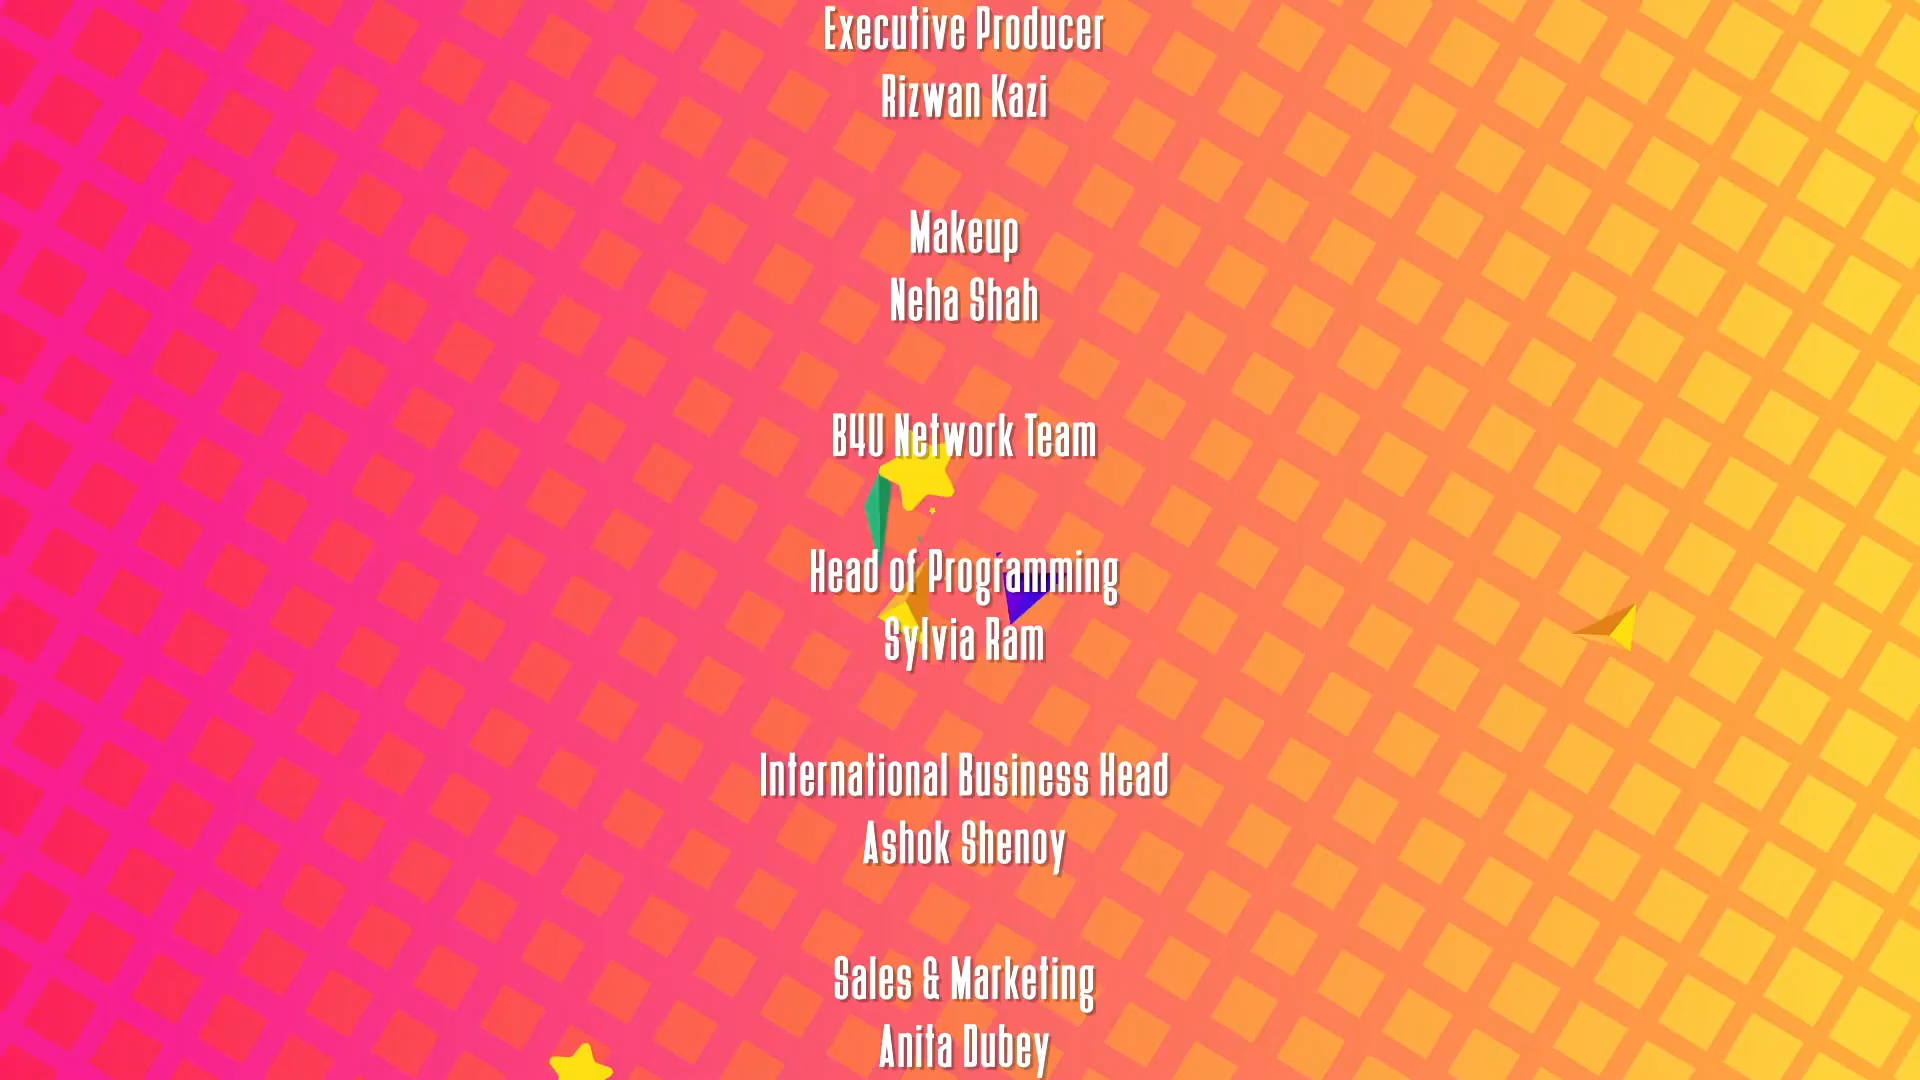 Executive Producer
Rizwan Kazi
Makeup
Neha Shah
B4U Network Team
Head of Programming
Sylvia Ram
International Business Head
Ashok Shenoy
Sales & Marketing
Anita Dubey